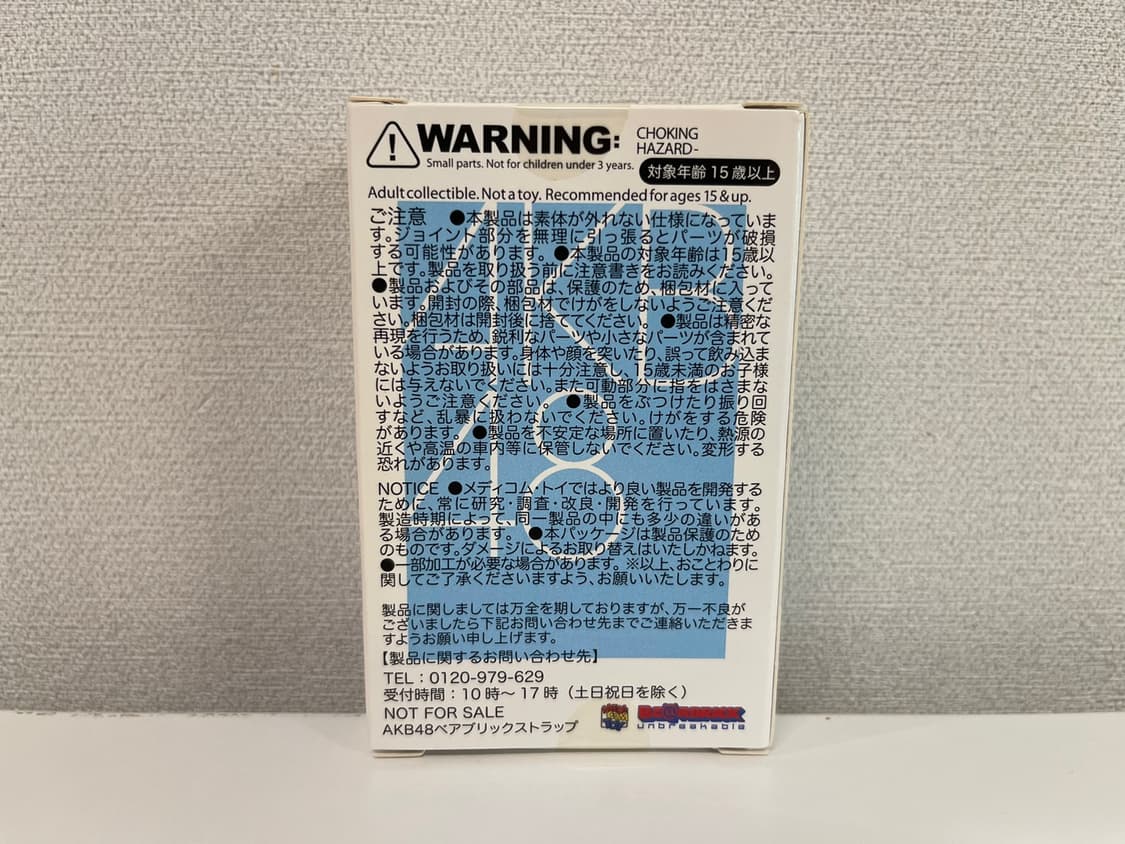 WARNING: CHOKING
HAZARD-
Small parts. Not for children under 3 years.
対象年齢15歳以上
Adult collectible. Not a toy. Recommended for ages 15 & up.
ご注意 ●本製品は素体が外れない仕様になっていま
す。ジョイント部分を無理に引っ張るとパーツが破損
する可能性があります。●本製品の対象年齢は15歳以
上です。製品を取り扱う前に注意書きをお読みください。
●製品およびその部品は、保護のため、梱包材に入って
います。開封の際、梱包材でけがをしないようご注意くだ
さい。梱包材は開封後に捨ててください。●製品は精密な
再現を行うため、鋭利なパーツや小さなパーツが含まれて
いる場合があります。身体や顔を突いたり、誤って飲み込ま
ないようお取り扱いには十分注意し、15歳未満のお子様
には与えないでください。また可動部分に指をはさまな
いようご注意ください。●製品をぶつけたり振り回
すなど、乱暴に扱わないでください。けがをする危険
があります。●製品を不安定な場所に置いたり、熱源の
近くや高温の車内等に保管しないでください。変形する
恐れがあります。
NOTICE ●メディコム・トイではより良い製品を開発する
ために、常に研究・調査・改良・開発を行っています。
製造時期によって、同一製品の中にも多少の違いがあ
る場合があります。●本パッケージは製品保護のため
のものです。ダメージによるお取り替えはいたしかねます。
●一部加工が必要な場合があります。※以上、おことわりに
関してご了承くださいますよう、お願いいたします。
製品に関しましては万全を期しておりますが、万一不良が
ございましたら下記お問い合わせ先までご連絡いただきま
すようお願い申し上げます。
【製品に関するお問い合わせ先】
TEL：0120-979-629
受付時間：10時〜17時（土日祝日を除く）
NOT FOR SALE
AKB48ベアブリックストラップ
BE@RBRICK
unbreakable
AKB
48